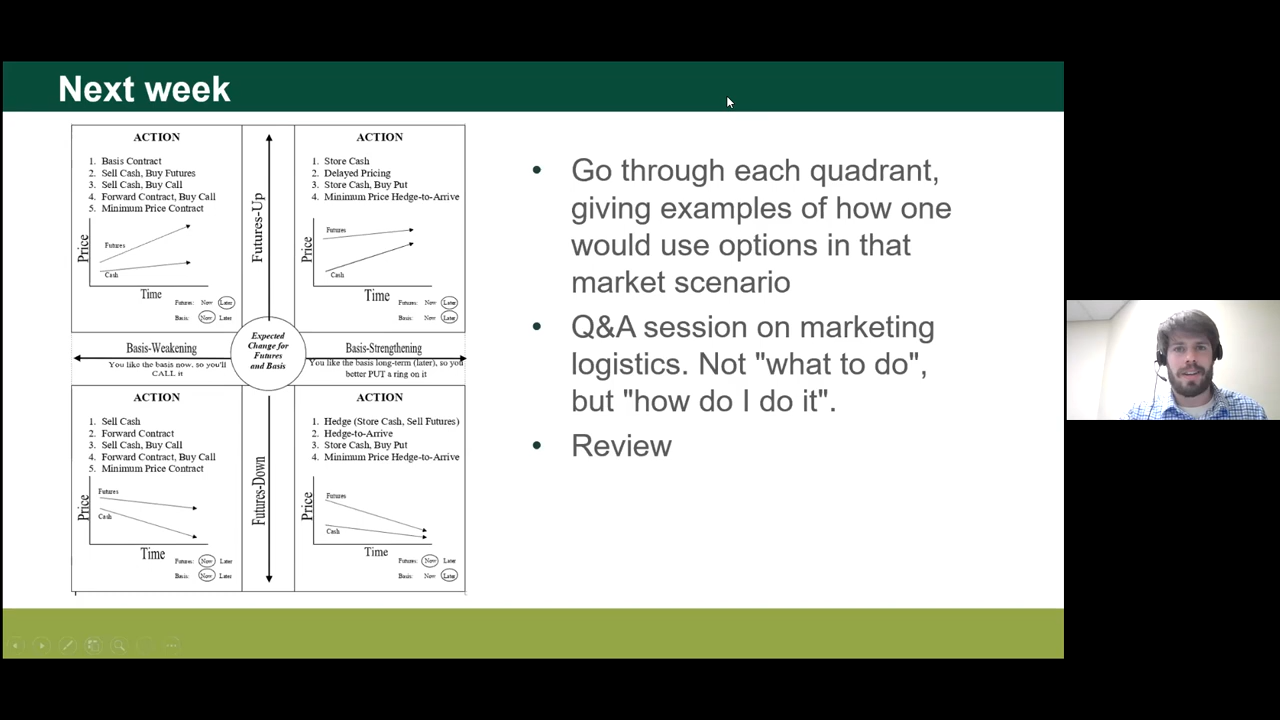 Next week
ACTION
1. Basis Contract
2. Sell Cash, Buy Futures
3. Sell Cash, Buy Call
4. Forward Contract, Buy Call
5. Minimum Price Contract
Price
Futures
Cash
Time
Futures: Now Later
Basis: Now Later
Futures-Up
ACTION
1. Store Cash
2. Delayed Pricing
3. Store Cash, Buy Put
4. Minimum Price Hedge-to-Arrive
Price
Futures
Cash
Time
Futures: Now Later
Basis: Now Later
Basis-Weakening
You like the basis now, so you'll
CALL it
Expected
Change for
Futures
and Basis
Basis-Strengthening
You like the basis long-term (later), so you
better PUT a ring on it
ACTION
1. Sell Cash
2. Forward Contract
3. Sell Cash, Buy Call
4. Forward Contract, Buy Call
5. Minimum Price Contract
Price
Futures
Cash
Time
Futures: Now Later
Basis: Now Later
Futures-Down
ACTION
1. Hedge (Store Cash, Sell Futures)
2. Hedge-to-Arrive
3. Store Cash, Buy Put
4. Minimum Price Hedge-to-Arrive
Price
Futures
Cash
Time
Futures: Now Later
Basis: Now Later
• Go through each quadrant,
giving examples of how one
would use options in that
market scenario
• Q&A session on marketing
logistics. Not "what to do",
but "how do I do it".
• Review